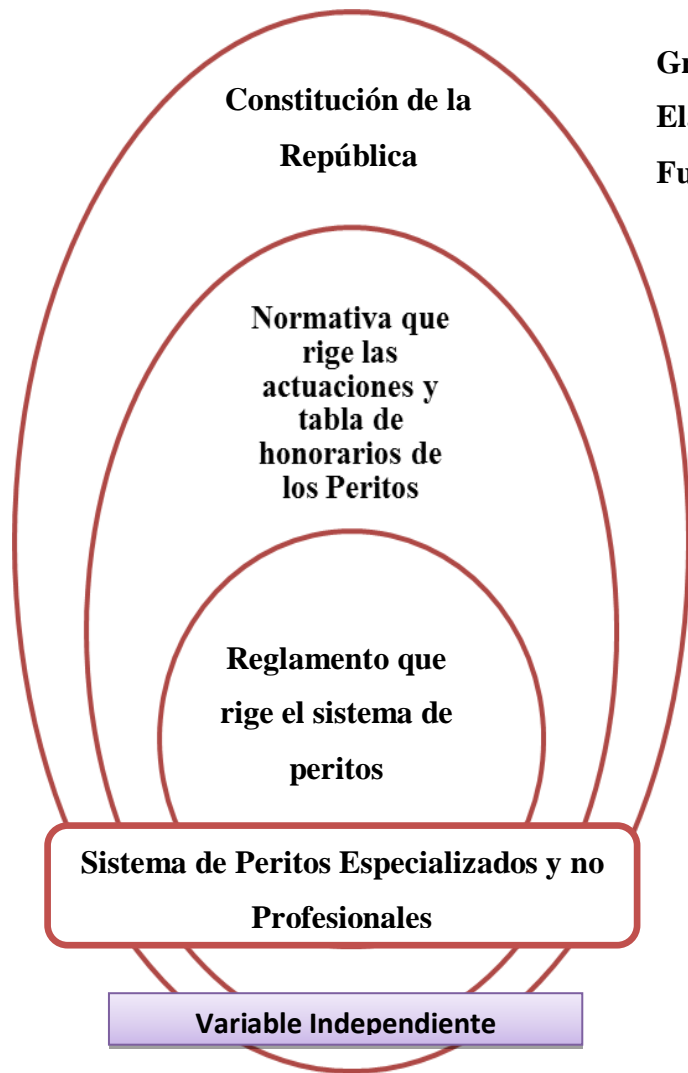 Constitución de la
República
Normativa que
rige las
actuaciones y
tabla de
honorarios de
los Peritos
Reglamento que
rige el sistema de
peritos
Sistema de Peritos Especializados y no
Profesionales
Variable Independiente